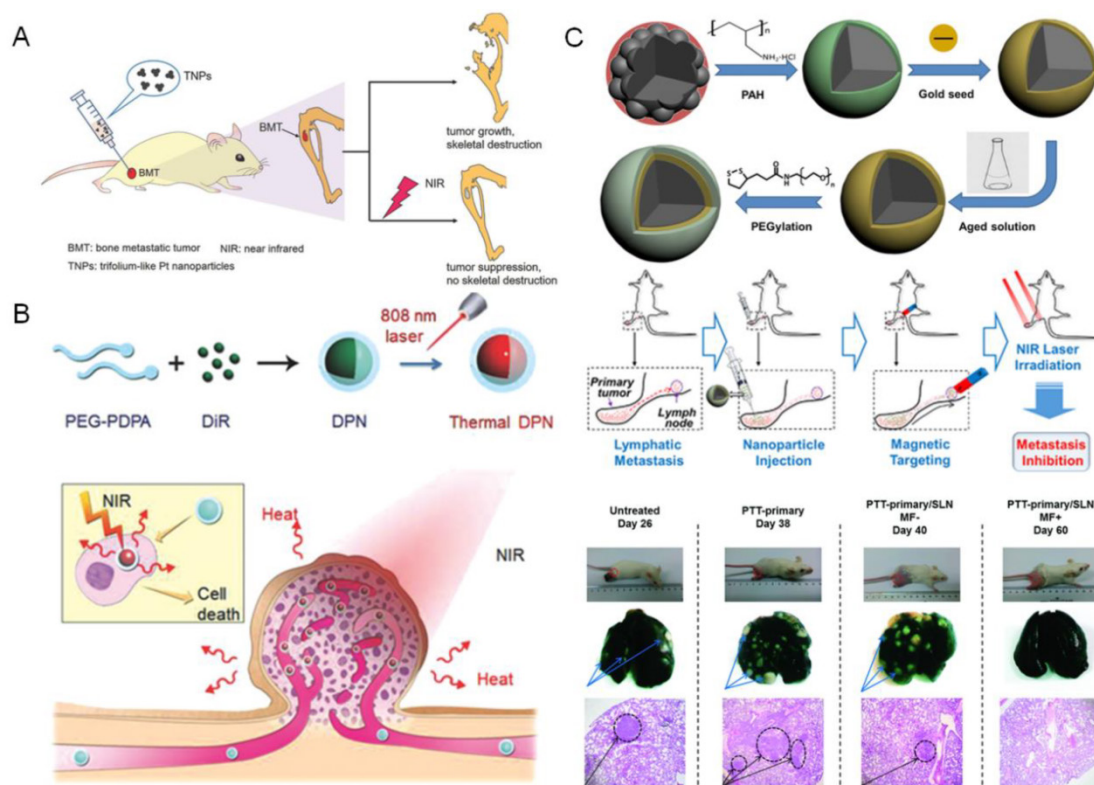 A
TNPs
BMT
BMT
NIR
tumor growth,
skeletal destruction
tumor suppression,
no skeletal destruction
BMT: bone metastatic tumor    NIR: near infrared
TNPs: trifolium-like Pt nanoparticles
B
808 nm
laser
PEG-PDPA
+
DiR
DPN
Thermal DPN
NIR
Cell
death
Heat
NIR
Heat
C
n
NH₂·HCl
PAH
Gold seed
S-S
O
N
H
O
n
PEGylation
Aged solution
Primary
tumor
Lymph
node
Lymphatic
Metastasis
Nanoparticle
Injection
Magnetic
Targeting
NIR Laser
Irradiation
Metastasis
Inhibition
Untreated
Day 26
PTT-primary
Day 38
PTT-primary/SLN
MF-
Day 40
PTT-primary/SLN
MF+
Day 60